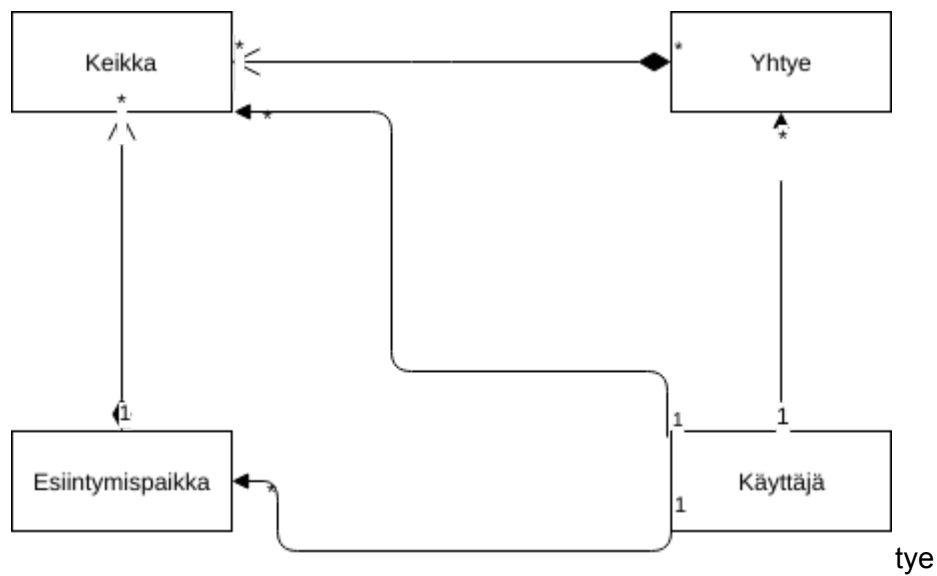 Keikka
Yhtye
*
*
*
*
*
1
1
1
Esiintymispaikka
*
1
Käyttäjä
tye